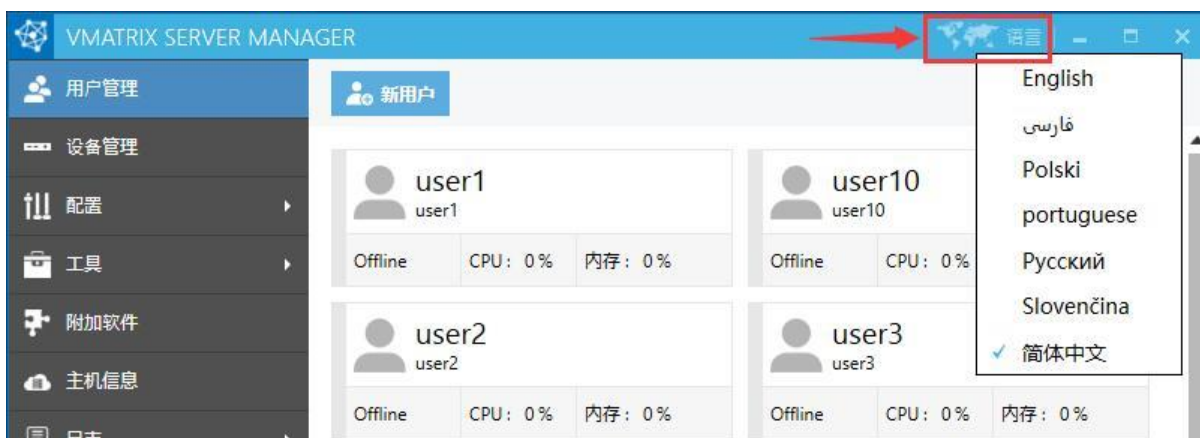 VMATRIX SERVER MANAGER
语言
用户管理
设备管理
配置
工具
附加软件
主机信息
日志
新用户
user1
user1
Offline
CPU: 0%
内存: 0%
user10
user10
Offline
CPU: 0%
user2
user2
Offline
CPU: 0%
内存: 0%
user3
user3
Offline
CPU: 0%
内存: 0%
English
فارسی
Polski
portuguese
Русский
Slovenčina
简体中文